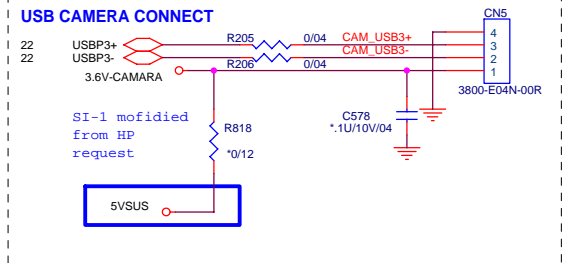 USB CAMERA CONNECT
CN5
22 USBP3+ R205 0/04 CAM_USB3+ 4
3
22 USBP3- R206 0/04 CAM_USB3- 2
3.6V-CAMARA 1
3800-E04N-00R
SI-1 mofidied
from HP
request
R818
*0/12
C578
*.1U/10V/04
5VSUS